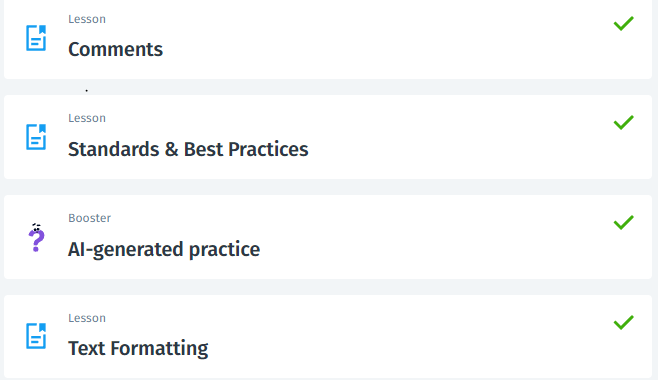 Lesson
Comments
Lesson
Standards & Best Practices
Booster
AI-generated practice
Lesson
Text Formatting